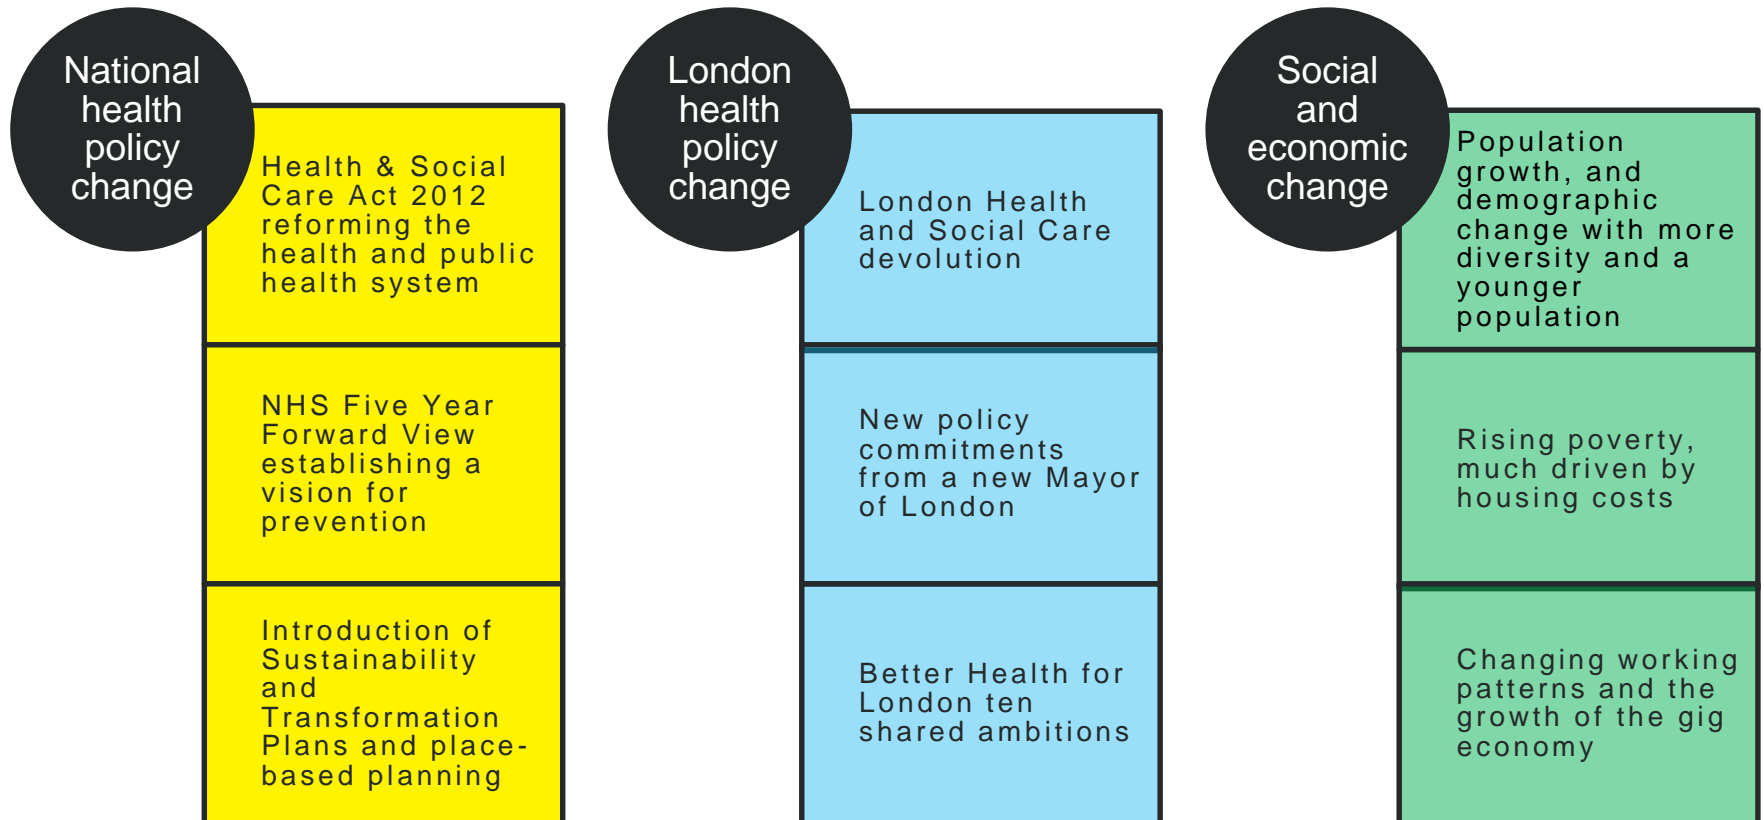 National
health
policy
change
Health & Social
Care Act 2012
reforming the
health and public
health system
NHS Five Year
Forward View
establishing a
vision for
prevention
Introduction of
Sustainability
and
Transformation
Plans and place-
based planning
London
health
policy
change
London Health
and Social Care
devolution
New policy
commitments
from a new Mayor
of London
Better Health for
London ten
shared ambitions
Social
and
economic
change
Population
growth, and
demographic
change with more
diversity and a
younger
population
Rising poverty,
much driven by
housing costs
Changing working
patterns and the
growth of the gig
economy